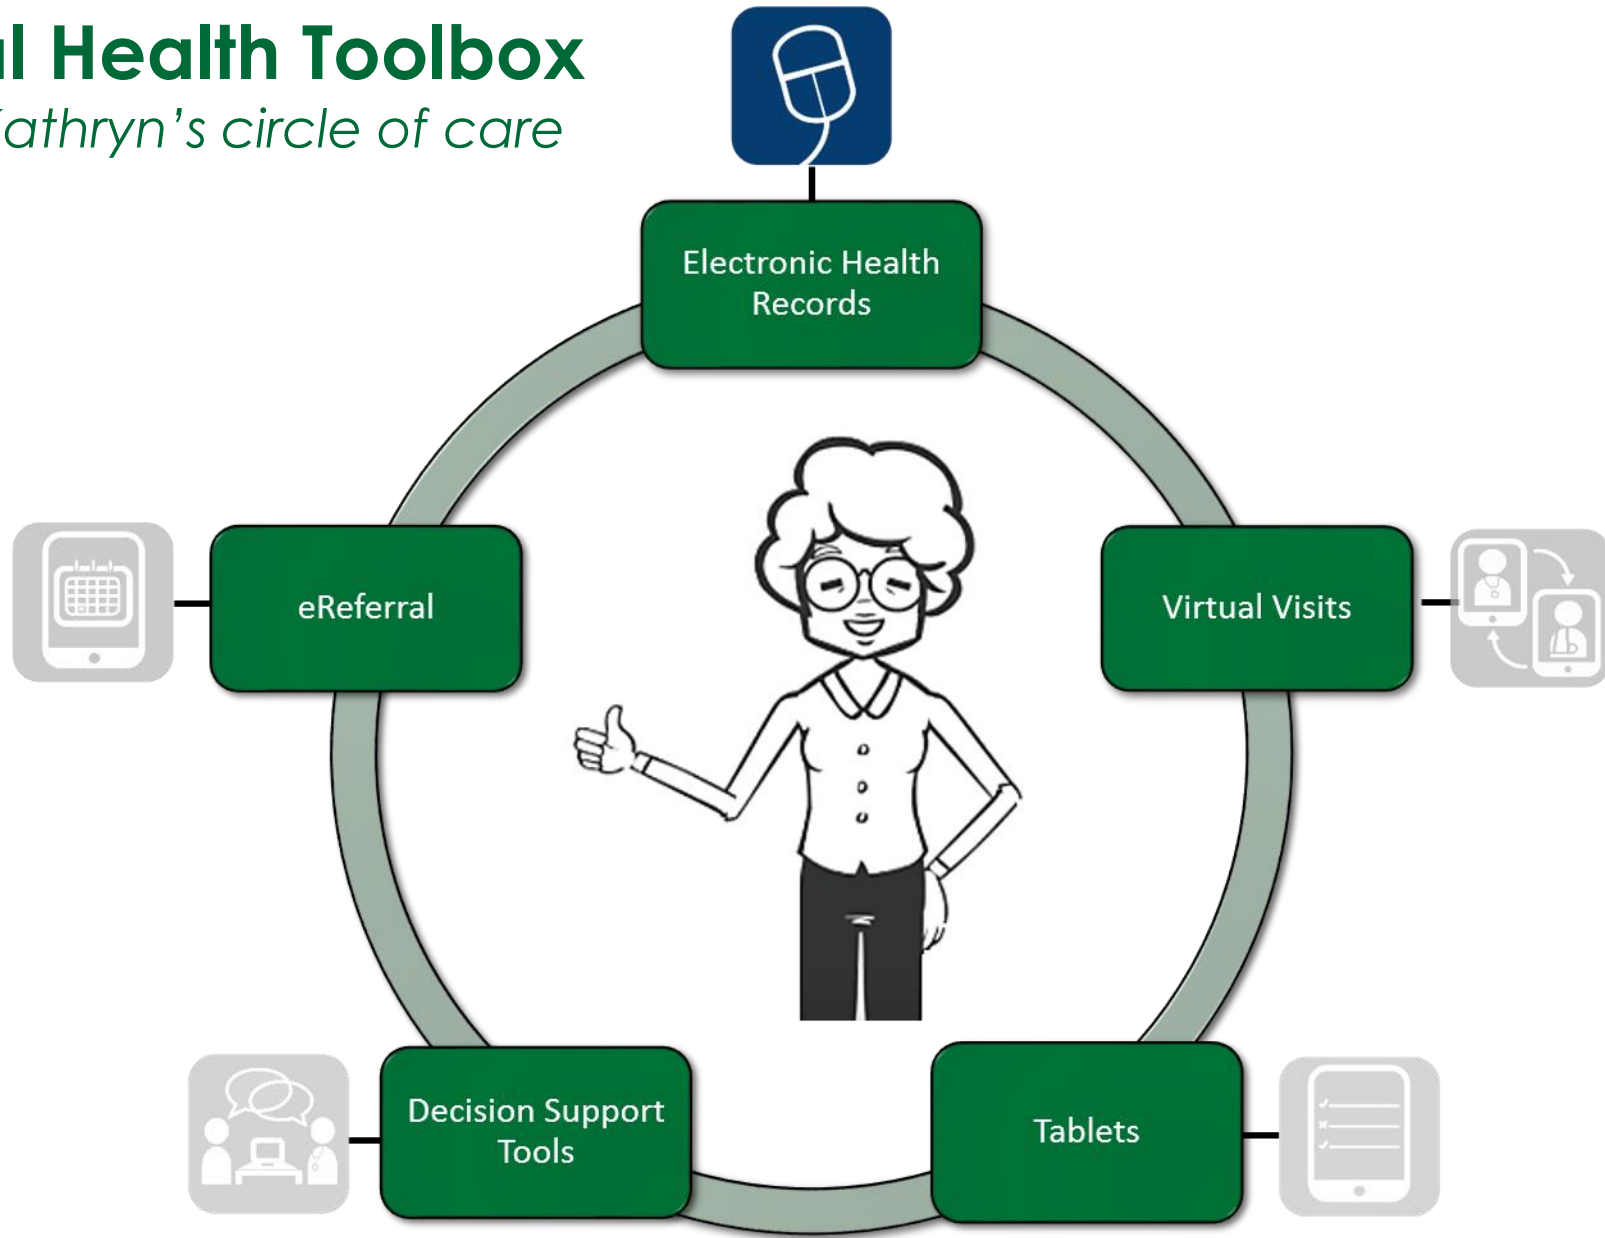 Health Toolbox
circle of care
Electronic Health
Records
eReferral
Virtual Visits
Decision Support
Tools
Tablets